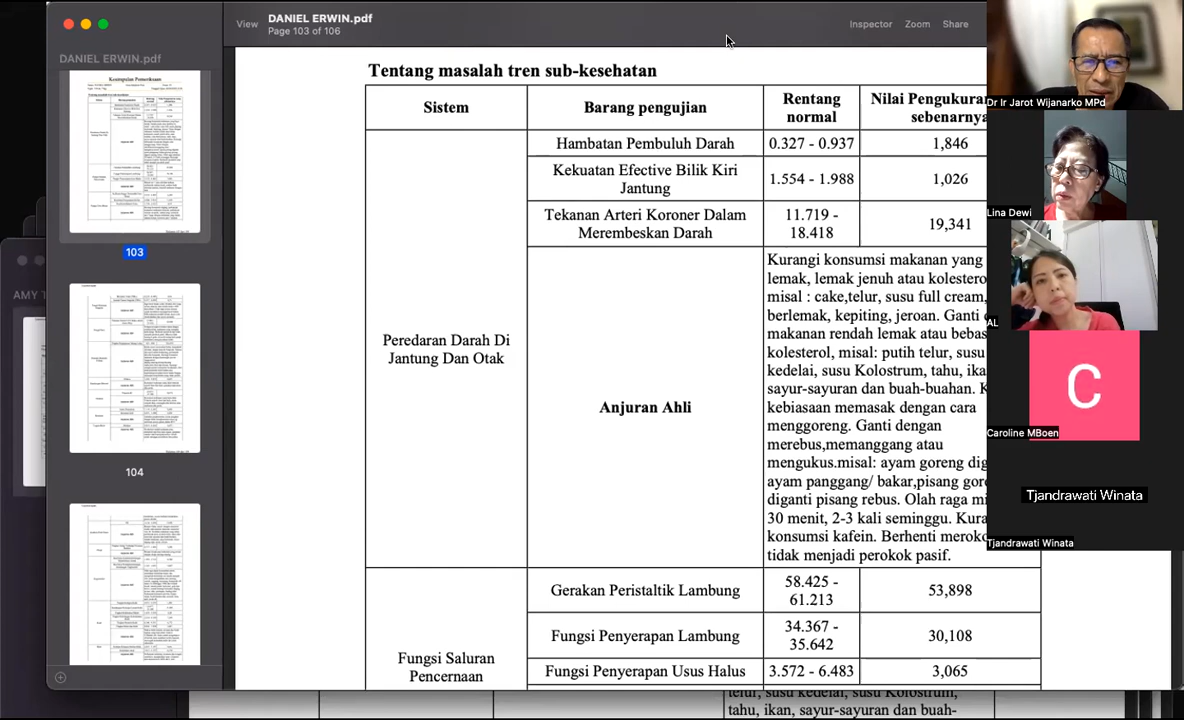 DANIEL ERWIN.pdf
Page 103 of 106
View
Inspector
Zoom
Share
DANIEL ERWIN.pdf
103
104
AMY T
Tentang masalah tren sub-kesehatan
Sistem
Barang pengujian
Rentang
normal
Nilai Pengukura
sebenarnya
Hambatan Pembuluh Darah
0.327 - 0.937
1,846
Kekuatan Efective Bilik Kiri
Jantung
1.554 - 1.988
1,026
Tekanan Arteri Koroner Dalam
Merembeskan Darah
11.719 -
18.418
19,341
Peredaran Darah Di
Jantung Dan Otak
Anjuran Ahli
Kurangi konsumsi makanan yang
lemak, lemak jenuh atau kolestero
misal : cake,telur, susu full cream,
berlemak, kepiting, jeroan. Ganti
makanan rendah lemak atau bebas
kolesterol, misal: putih telur, susu
kedelai, susu Kolostrum, tahu, ika
sayur-sayuran dan buah-buahan. K
kebiasaan memasak dengan cara
menggoreng. Ganti dengan
merebus,memanggang atau
mengukus.misal: ayam goreng dig
ayam panggang/ bakar,pisang gor
diganti pisang rebus. Olah raga mi
30 menit, 2-3 kali seminggu. Kura
konsumsi kafein. Berhenti merok
tidak menjadi perokok pasif.
Fungsi Saluran
Pencernaan
Gerakan Peristaltik Lambung
58.425 -
61.213
53,898
Fungsi Penyerapan Lambung
34.367 -
35.642
30,108
Fungsi Penyerapan Usus Halus
3.572 - 6.483
3,065
telur, susu kedelai, susu Kolostrum,
tahu, ikan, sayur-sayuran dan buah-
Dr Ir Jarot Wijanarko MPd
Lina Dewi
AL
C
Caroline MBoen
Tjandrawati Winata
Tjandrawati Winata